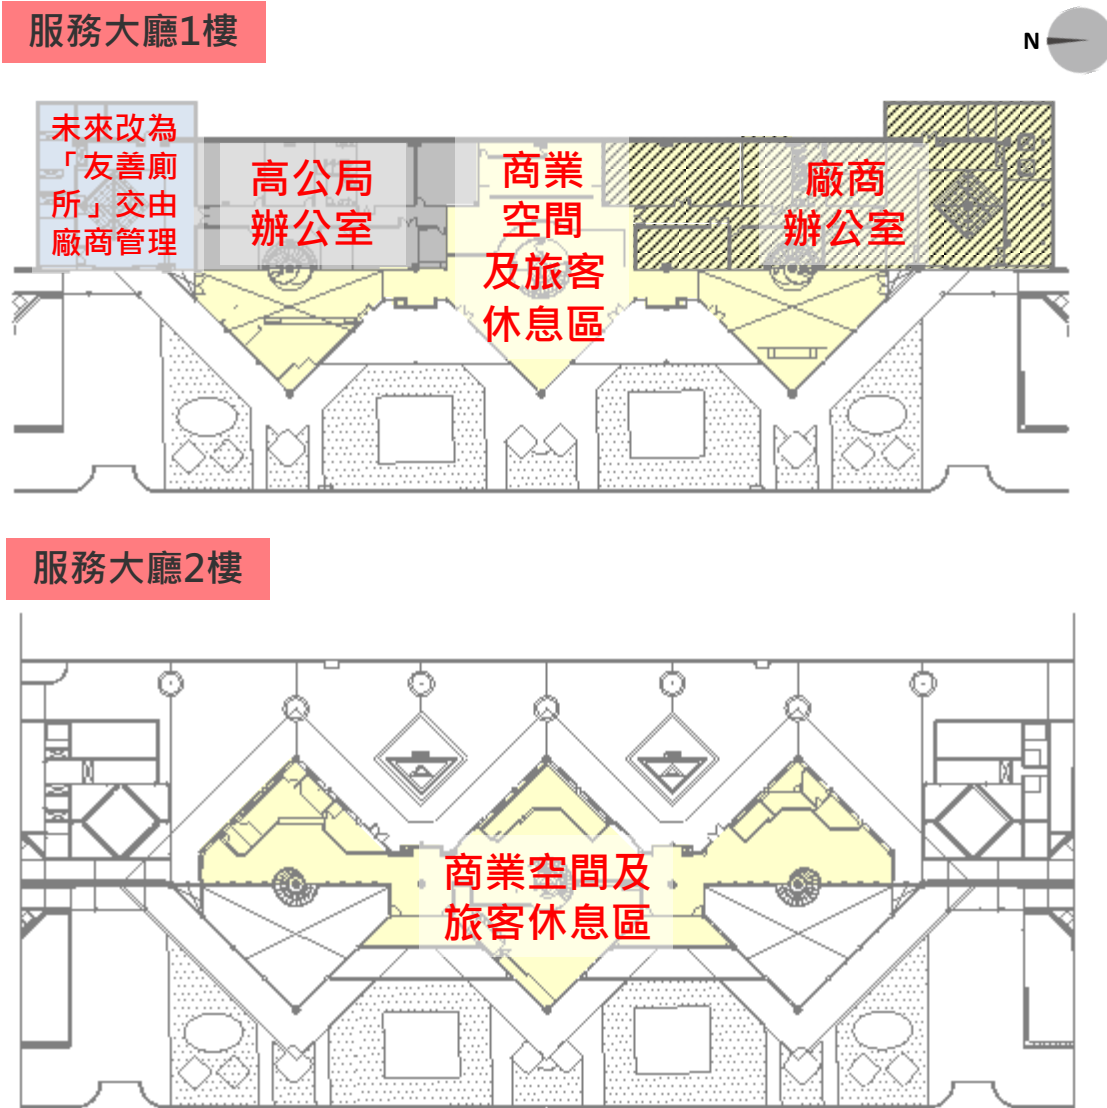 服務大廳1樓
N
未來改為
「友善廁
所」交由
廠商管理
高公局
辦公室
商業
空間
及旅客
休息區
廠商
辦公室
服務大廳2樓
商業空間及
旅客休息區